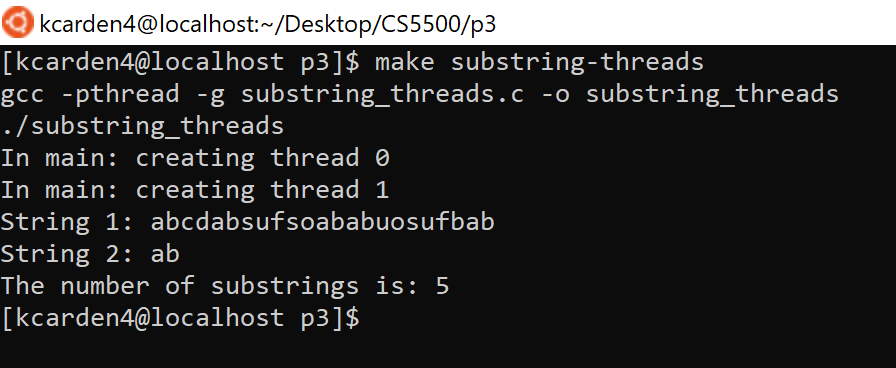 kcarden4@localhost:~/Desktop/CS5500/p3
[kcarden4@localhost p3]$ make substring-threads
gcc -pthread -g substring_threads.c -o substring_threads
./substring_threads
In main: creating thread 0
In main: creating thread 1
String 1: abcdabsufsoababuosufbab
String 2: ab
The number of substrings is: 5
[kcarden4@localhost p3]$